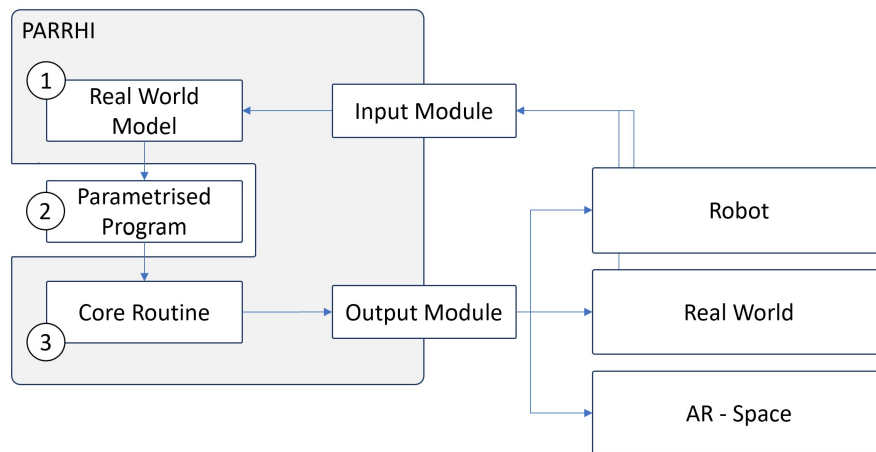 PARRHI
1
Real World
Model
Input Module
2
Parametrised
Program
Robot
3
Core Routine
Output Module
Real World
AR - Space